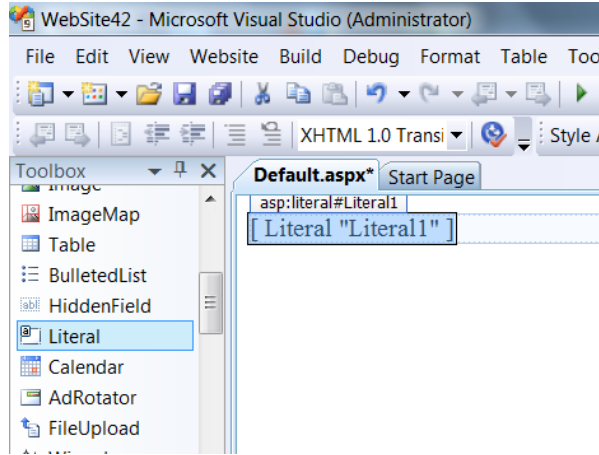 WebSite42 - Microsoft Visual Studio (Administrator)
File Edit View Website Build Debug Format Table
XHTML 1.0 Transi
Style
Toolbox
Default.aspx* Start Page
Image
asp:literal#Literal1
[ Literal "Literal1" ]
ImageMap
Table
BulletedList
HiddenField
Literal
Calendar
AdRotator
FileUpload